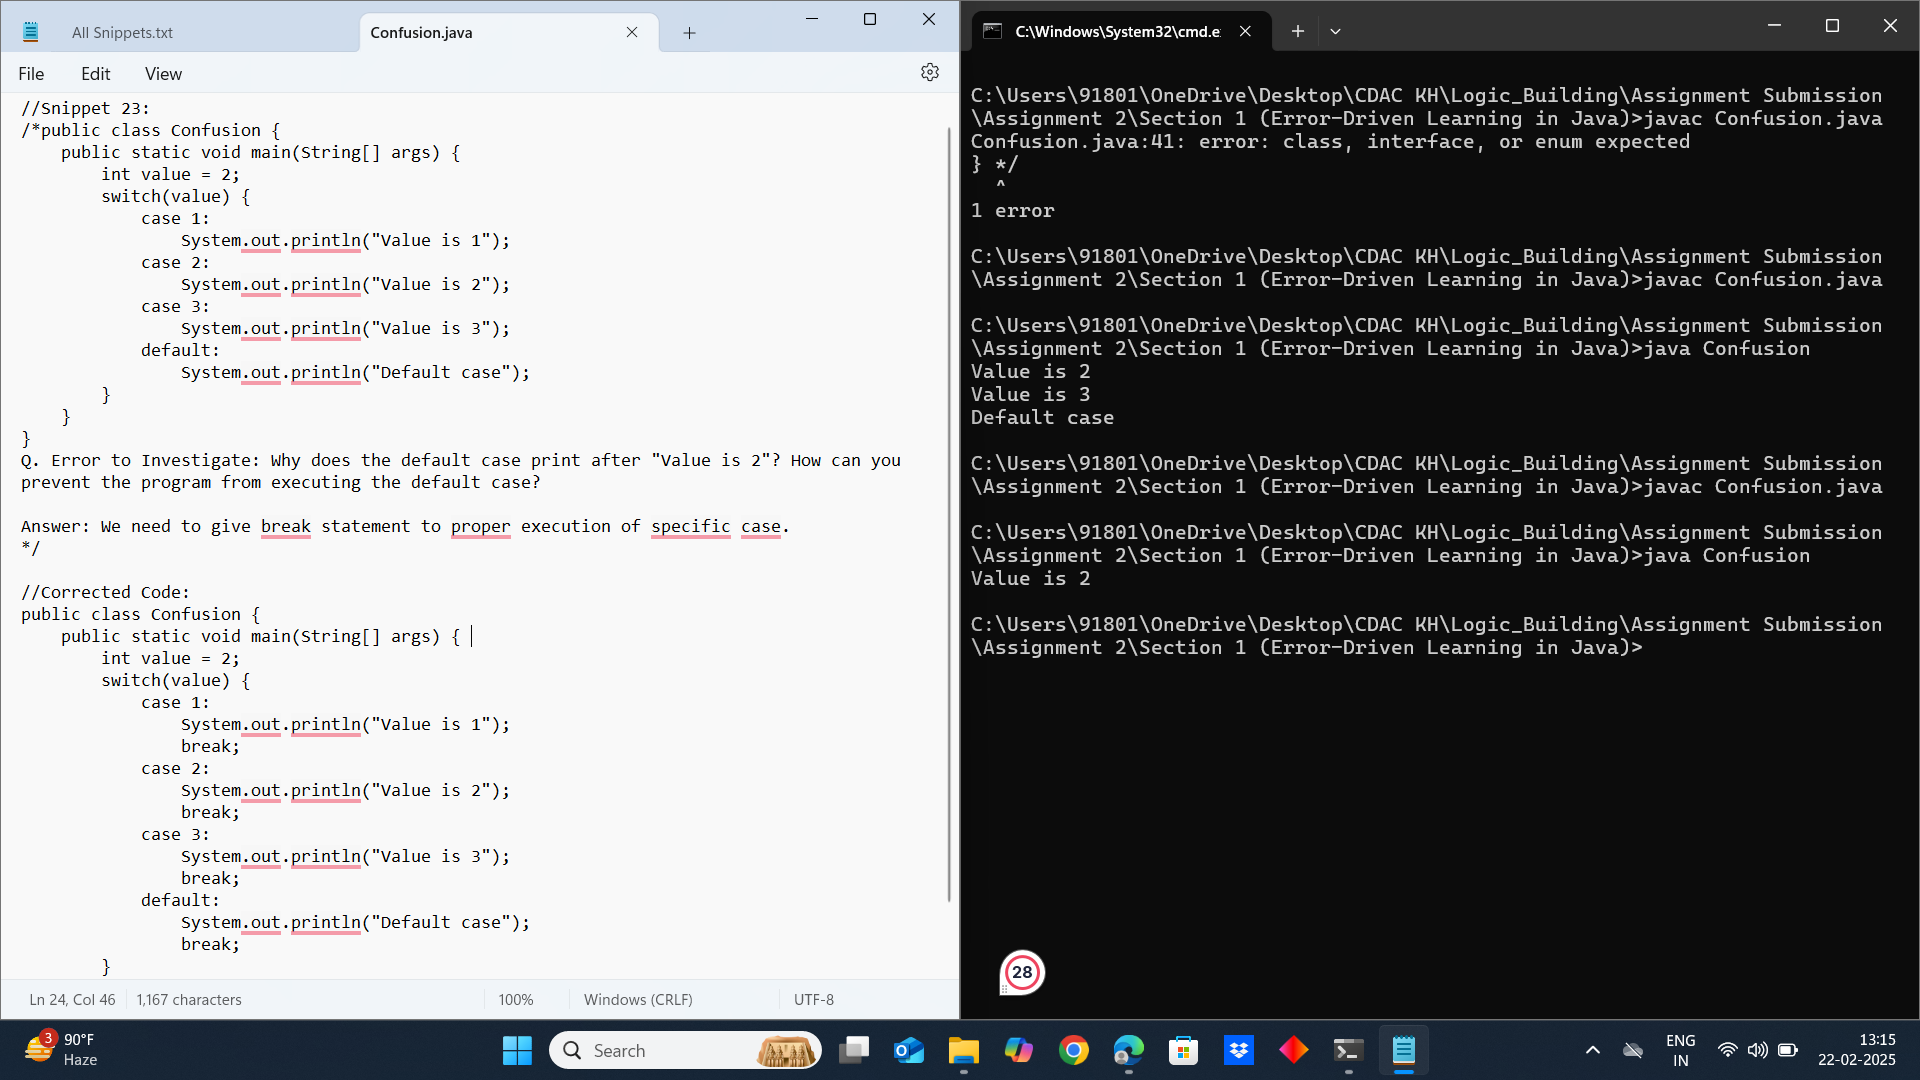 All Snippets.txt
Confusion.java
File Edit View
//Snippet 23:
/*public class Confusion {
    public static void main(String[] args) {
        int value = 2;
        switch(value) {
            case 1:
                System.out.println("Value is 1");
            case 2:
                System.out.println("Value is 2");
            case 3:
                System.out.println("Value is 3");
            default:
                System.out.println("Default case");
        }
    }
}
Q. Error to Investigate: Why does the default case print after "Value is 2"? How can you
prevent the program from executing the default case?
Answer: We need to give break statement to proper execution of specific case.
*/
//Corrected Code:
public class Confusion {
    public static void main(String[] args) {
        int value = 2;
        switch(value) {
            case 1:
                System.out.println("Value is 1");
                break;
            case 2:
                System.out.println("Value is 2");
                break;
            case 3:
                System.out.println("Value is 3");
                break;
            default:
                System.out.println("Default case");
                break;
        }
Ln 24, Col 46 1,167 characters 100% Windows (CRLF) UTF-8
C:\Windows\System32\cmd.e
C:\Users\91801\OneDrive\Desktop\CDAC KH\Logic_Building\Assignment Submission
\Assignment 2\Section 1 (Error-Driven Learning in Java)>javac Confusion.java
Confusion.java:41: error: class, interface, or enum expected
} */
  ^
1 error
C:\Users\91801\OneDrive\Desktop\CDAC KH\Logic_Building\Assignment Submission
\Assignment 2\Section 1 (Error-Driven Learning in Java)>javac Confusion.java
C:\Users\91801\OneDrive\Desktop\CDAC KH\Logic_Building\Assignment Submission
\Assignment 2\Section 1 (Error-Driven Learning in Java)>java Confusion
Value is 2
Value is 3
Default case
C:\Users\91801\OneDrive\Desktop\CDAC KH\Logic_Building\Assignment Submission
\Assignment 2\Section 1 (Error-Driven Learning in Java)>javac Confusion.java
C:\Users\91801\OneDrive\Desktop\CDAC KH\Logic_Building\Assignment Submission
\Assignment 2\Section 1 (Error-Driven Learning in Java)>java Confusion
Value is 2
C:\Users\91801\OneDrive\Desktop\CDAC KH\Logic_Building\Assignment Submission
\Assignment 2\Section 1 (Error-Driven Learning in Java)>
28
3
90°F
Haze
Search
ENG
IN
13:15
22-02-2025